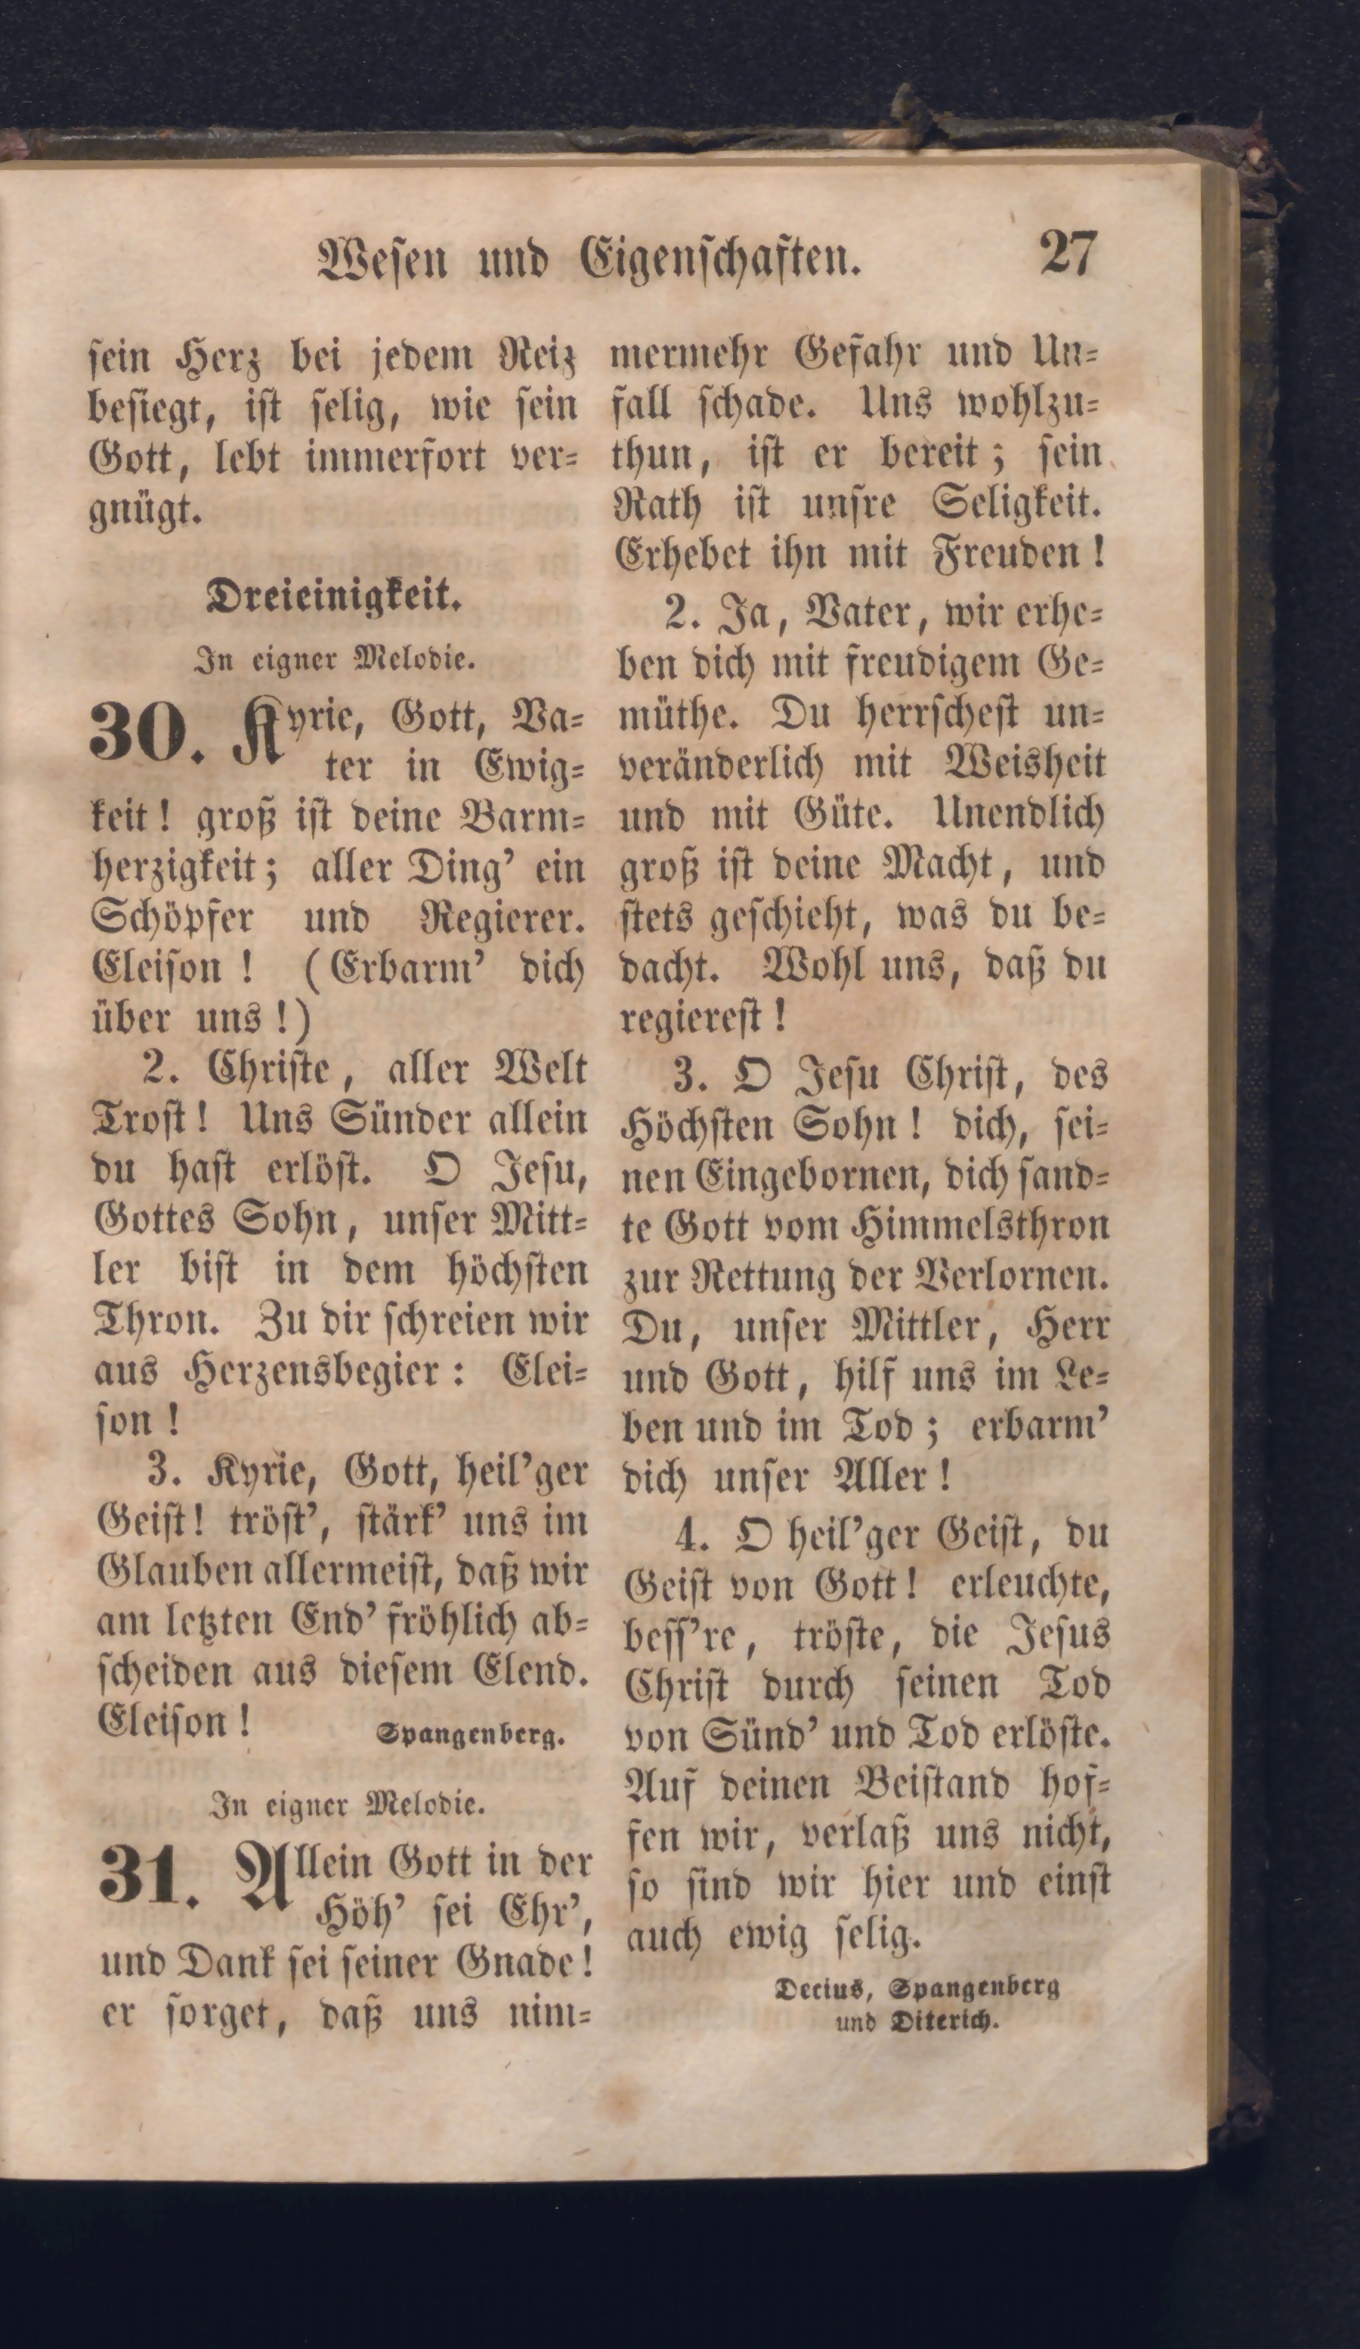 Wesen und Eigenschaften. 27
sein Herz bei jedem Reiz
besiegt, ist selig, wie sein
Gott, lebt immerfort ver-
gnügt.
Dreieinigkeit.
In eigner Melodie.
30. Kyrie, Gott, Va-
ter in Ewig-
keit! groß ist deine Barm-
herzigkeit; aller Ding' ein
Schöpfer und Regierer.
Eleison! (Erbarm' dich
über uns!)
2. Christe, aller Welt
Trost! Uns Sünder allein
du hast erlöst. O Jesu,
Gottes Sohn, unser Mitt-
ler bist in dem höchsten
Thron. Zu dir schreien wir
aus Herzensbegier: Elei-
son!
3. Kyrie, Gott, heil'ger
Geist! tröst', stärk' uns im
Glauben allermeist, daß wir
am letzten End' fröhlich ab-
scheiden aus diesem Elend.
Eleison! Spangenberg.
In eigner Melodie.
31. Allein Gott in der
Höh' sei Ehr',
und Dank sei seiner Gnade!
er sorget, daß uns nim-
mermehr Gefahr und Un-
fall schade. Uns wohlzu-
thun, ist er bereit; sein
Rath ist unsre Seligkeit.
Erhebet ihn mit Freuden!
2. Ja, Vater, wir erhe-
ben dich mit freudigem Ge-
müthe. Du herrschest un-
veränderlich mit Weisheit
und mit Güte. Unendlich
groß ist deine Macht, und
stets geschieht, was du be-
dacht. Wohl uns, daß du
regierest!
3. O Jesu Christ, des
Höchsten Sohn! dich, sei-
nen Eingebornen, dich sand-
te Gott vom Himmelsthron
zur Rettung der Verlornen.
Du, unser Mittler, Herr
und Gott, hilf uns im Le-
ben und im Tod; erbarm'
dich unser Aller!
4. O heil'ger Geist, du
Geist von Gott! erleuchte,
bess're, tröste, die Jesus
Christ durch seinen Tod
von Sünd' und Tod erlöste.
Auf deinen Beistand hof-
fen wir, verlaß uns nicht,
so sind wir hier und einst
auch ewig selig.
Decius, Spangenberg
und Diterich.